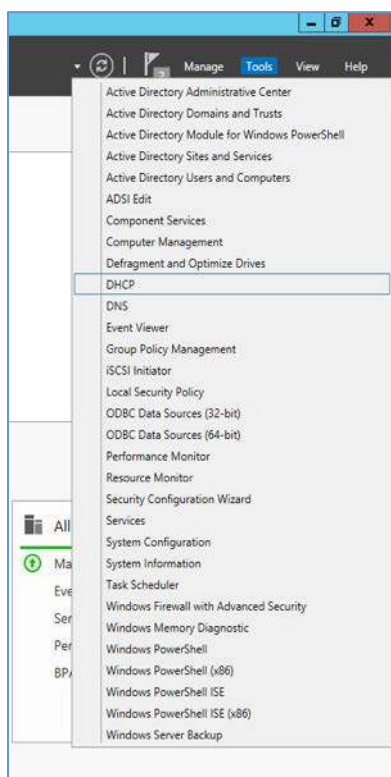 Manage Tools View Help
Active Directory Administrative Center
Active Directory Domains and Trusts
Active Directory Module for Windows PowerShell
Active Directory Sites and Services
Active Directory Users and Computers
ADSI Edit
Component Services
Computer Management
Defragment and Optimize Drives
DHCP
DNS
Event Viewer
Group Policy Management
iSCSI Initiator
Local Security Policy
ODBC Data Sources (32-bit)
ODBC Data Sources (64-bit)
Performance Monitor
Resource Monitor
Security Configuration Wizard
Services
All
System Configuration
Ma
System Information
Task Scheduler
Eve
Windows Firewall with Advanced Security
Ser
Windows Memory Diagnostic
Per
Windows PowerShell
Windows PowerShell (x86)
BPA
Windows PowerShell ISE
Windows PowerShell ISE (x86)
Windows Server Backup